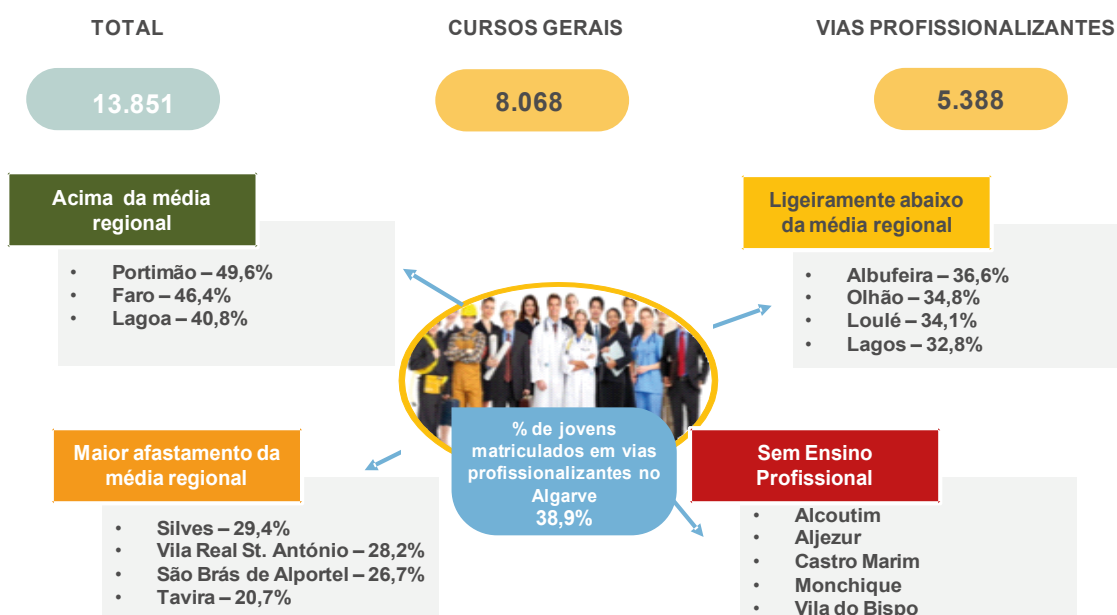 TOTAL
CURSOS GERAIS
VIAS PROFISSIONALIZANTES
13.851
8.068
5.388
Acima da média
regional
• Portimão – 49,6%
• Faro – 46,4%
• Lagoa – 40,8%
Ligeiramente abaixo
da média regional
• Albufeira – 36,6%
• Olhão – 34,8%
• Loulé – 34,1%
• Lagos – 32,8%
% de jovens
matriculados em vias
profissionalizantes no
Algarve
38,9%
Maior afastamento da
média regional
• Silves – 29,4%
• Vila Real St. António – 28,2%
• São Brás de Alportel – 26,7%
• Tavira – 20,7%
Sem Ensino
Profissional
• Alcoutim
• Aljezur
• Castro Marim
• Monchique
• Vila do Bispo